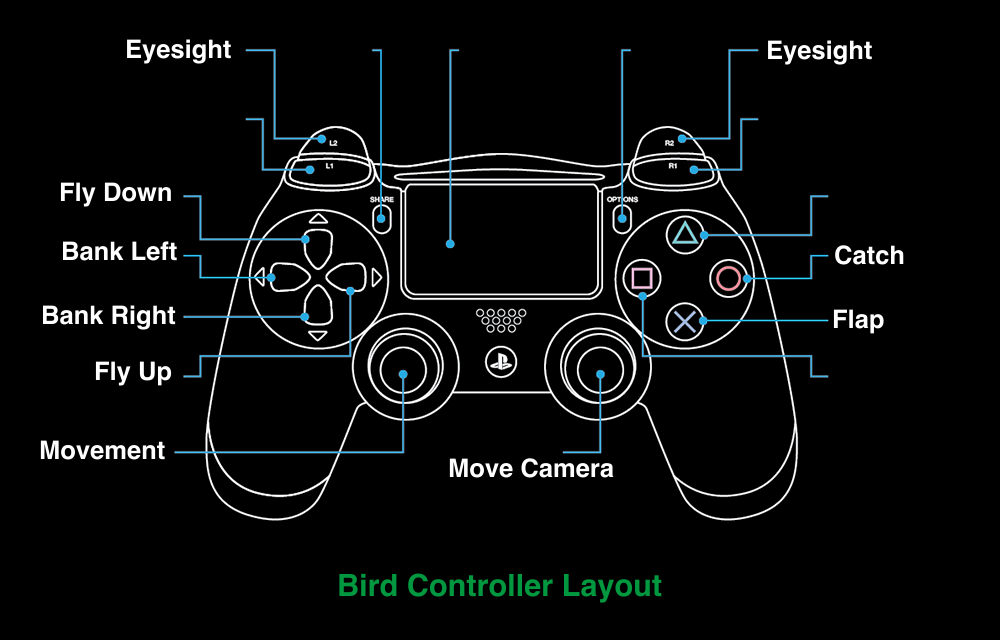 Eyesight
Eyesight
L2
R2
L1
R1
Fly Down
SHARE
OPTIONS
Bank Left
Catch
Bank Right
Flap
Fly Up
Movement
Move Camera
Bird Controller Layout